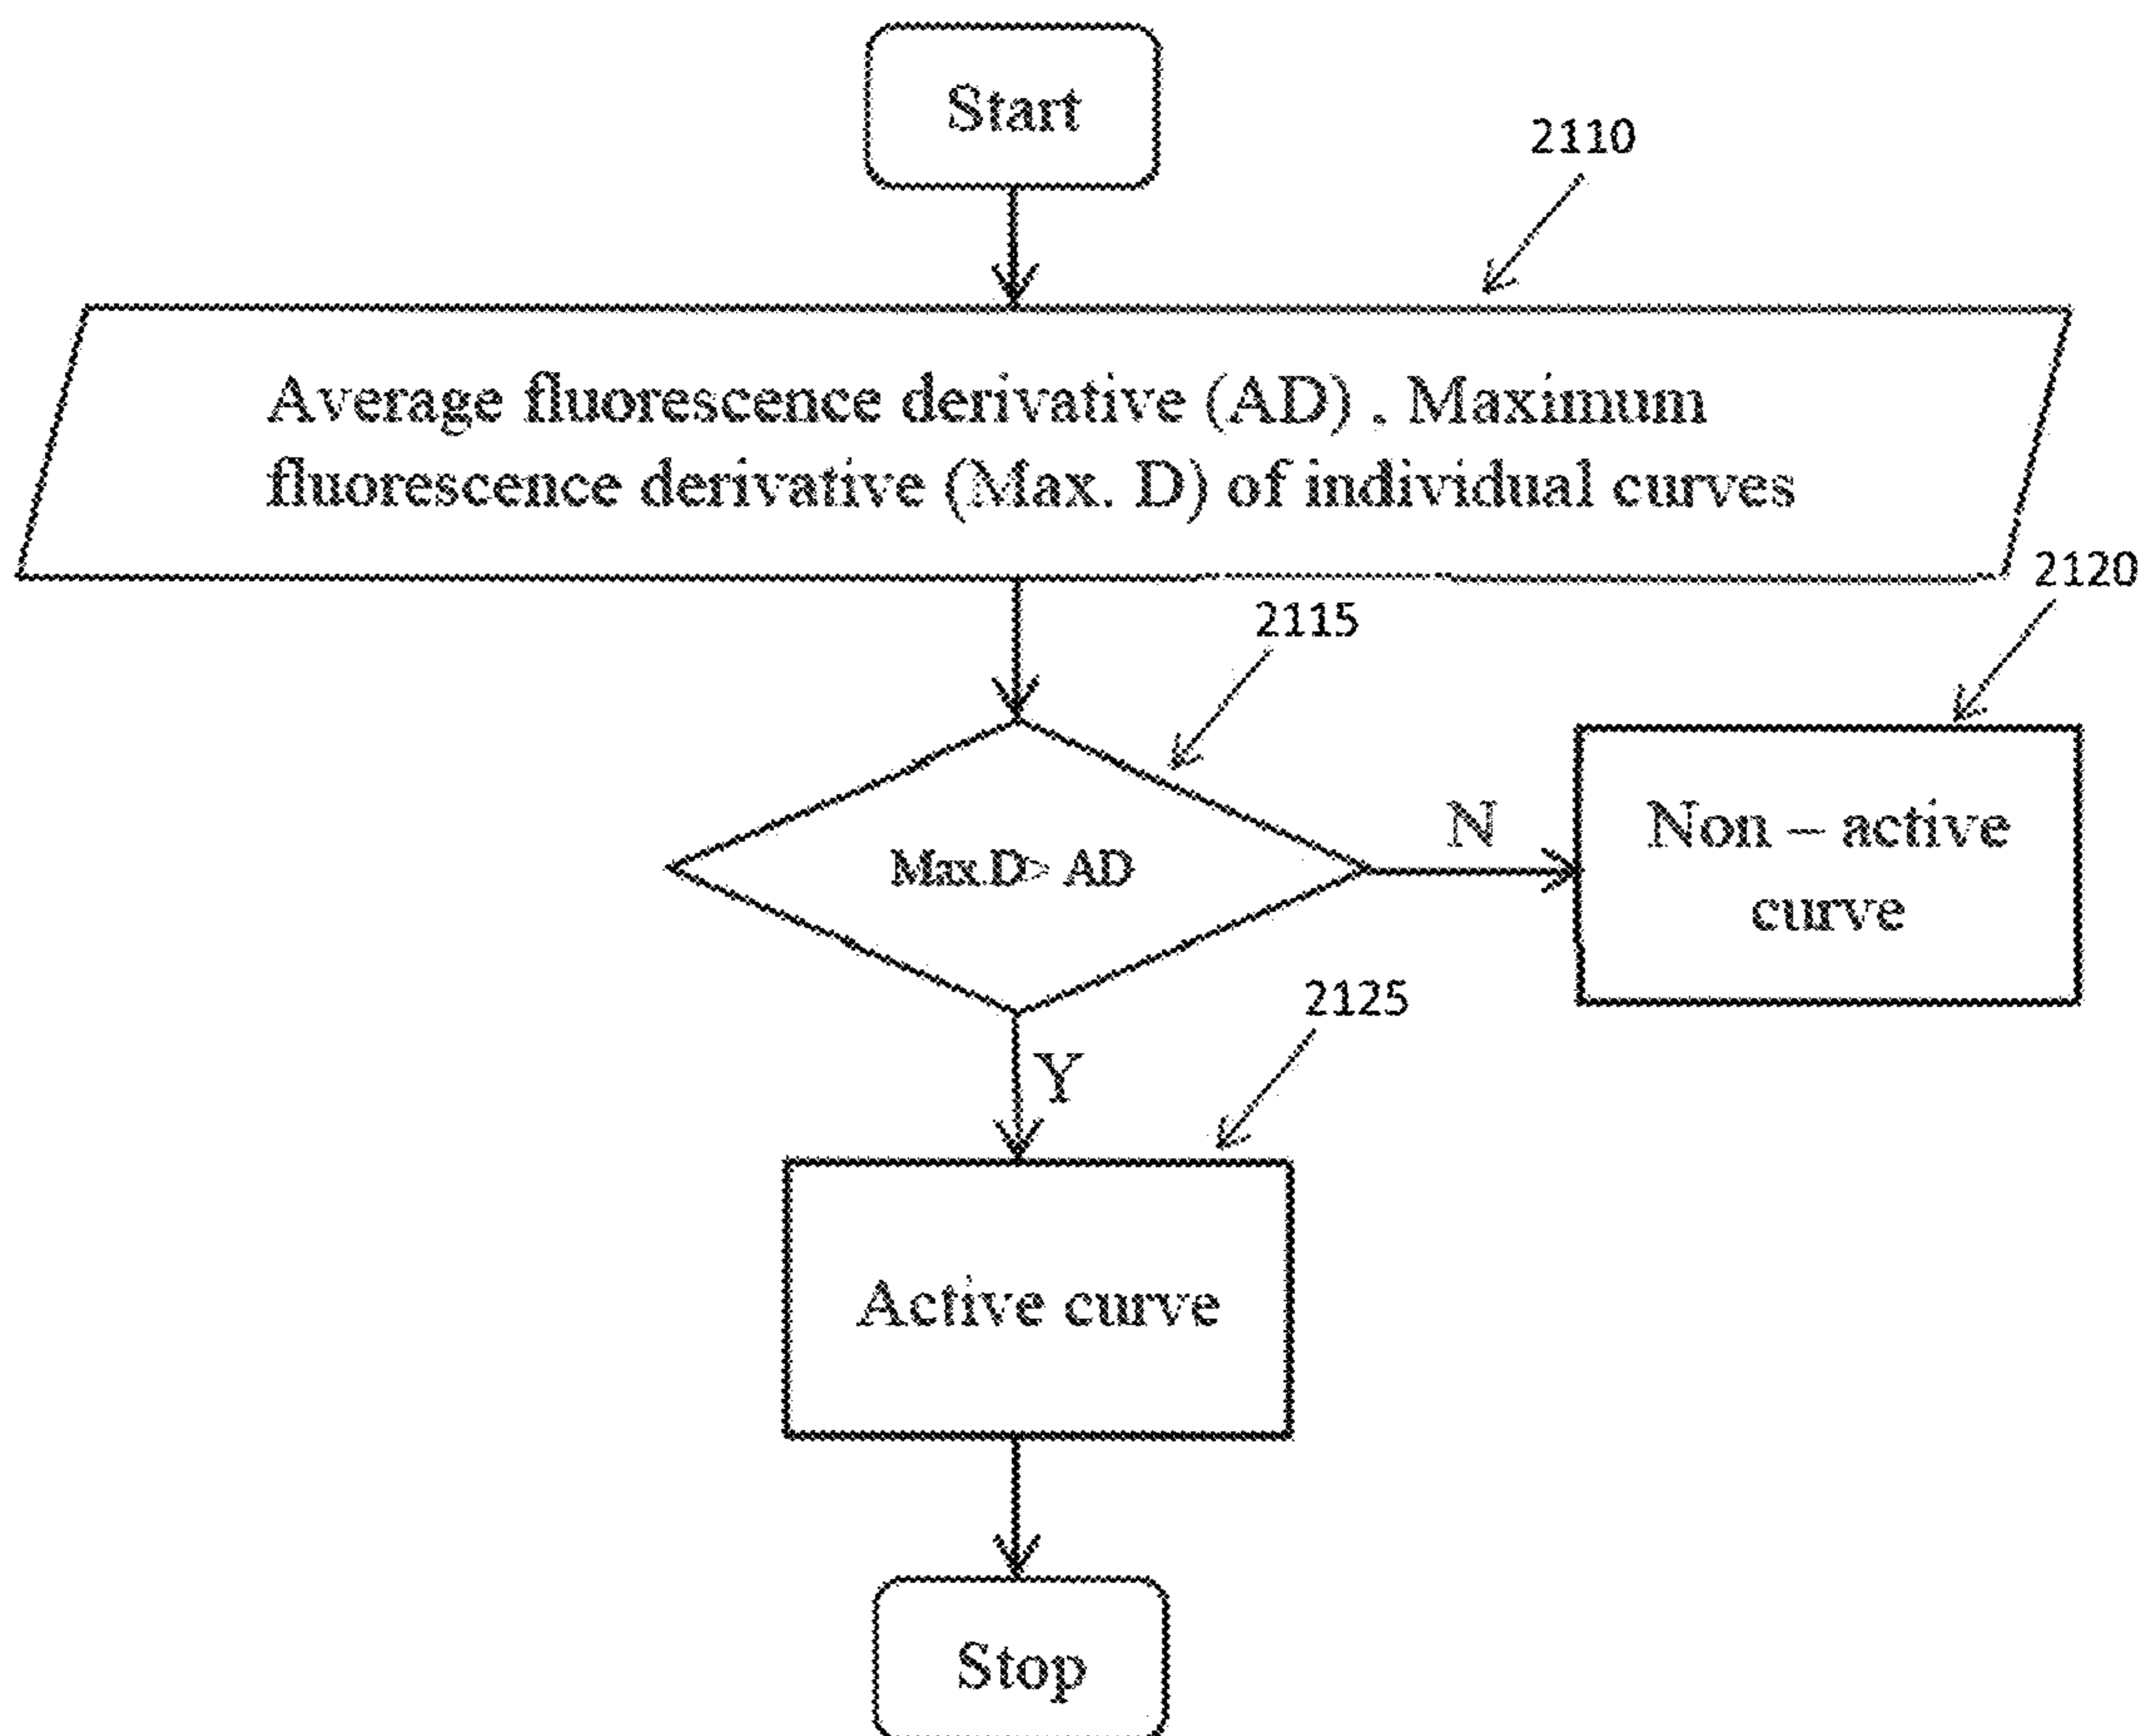 Start
2110
Average fluorescence derivative (AD) , Maximum
fluorescence derivative (Max. D) of individual curves
2120
2115
Max.D> AD
N
Non – active
curve
2125
Y
Active curve
Stop